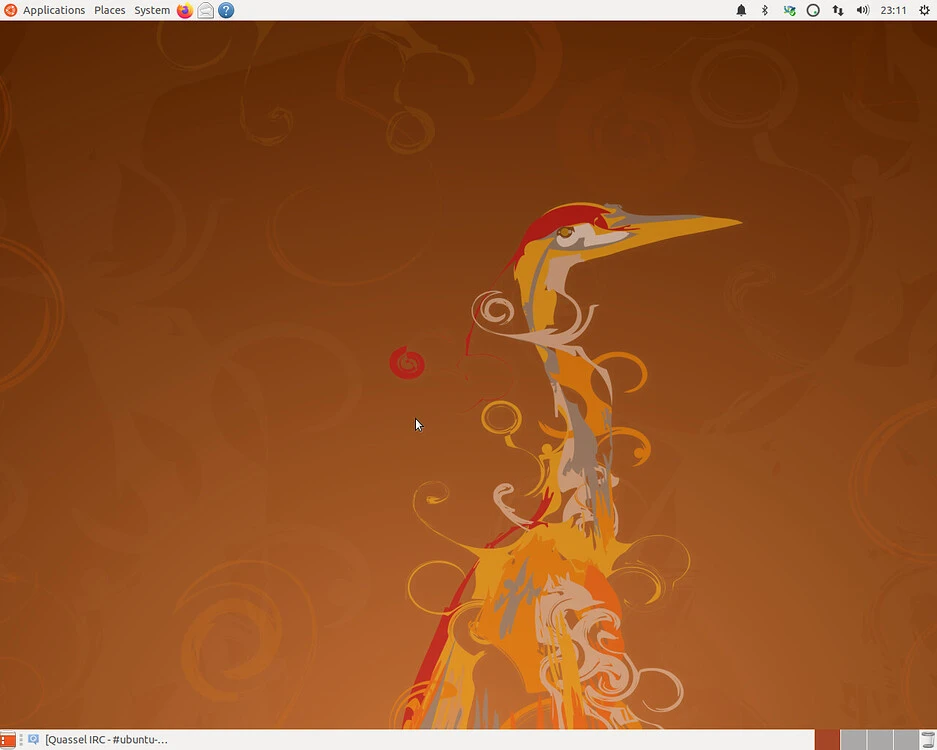 Applications Places System ? 23:11
[Quassel IRC - #ubuntu-...